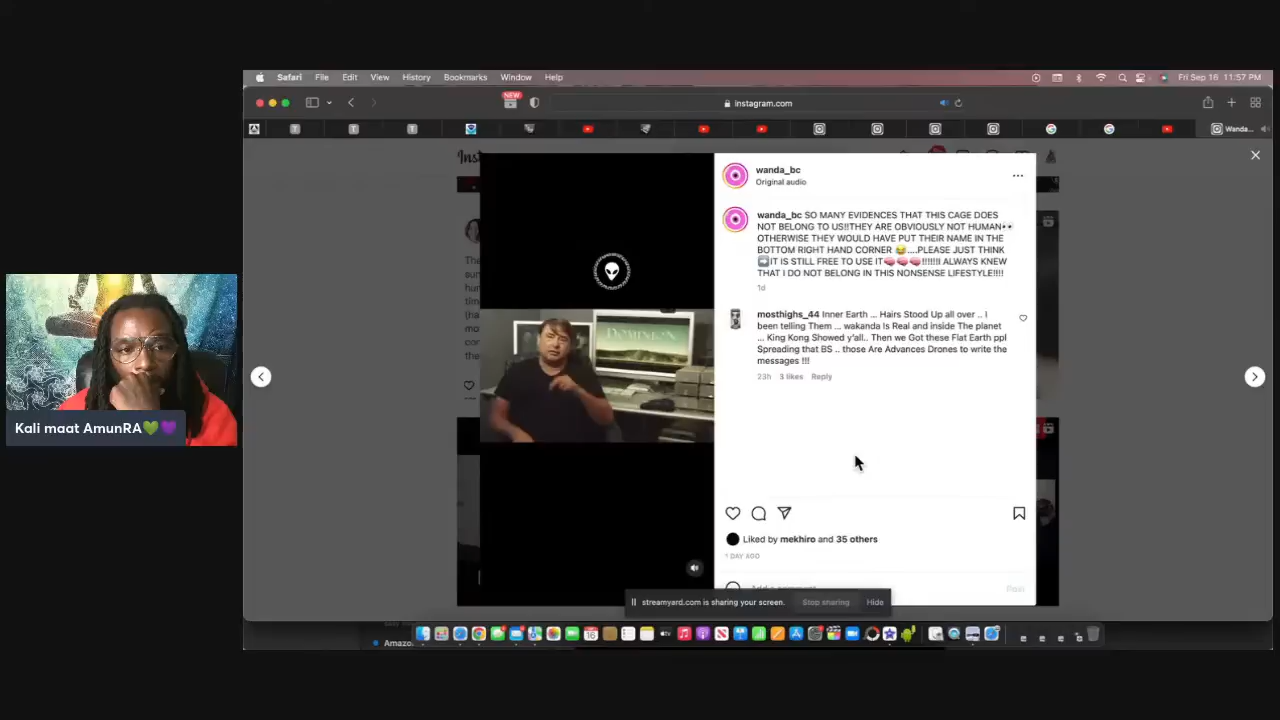 Safari File Edit View History Bookmarks Window Help
Fri Sep 16 11:57 PM
NEW
instagram.com
Wanda...
wanda_bc
Original audio
wanda_bc SO MANY EVIDENCES THAT THIS CAGE DOES
NOT BELONG TO US!!THEY ARE OBVIOUSLY NOT HUMAN👀
OTHERWISE THEY WOULD HAVE PUT THEIR NAME IN THE
BOTTOM RIGHT HAND CORNER 😂....PLEASE JUST THINK
➡️IT IS STILL FREE TO USE IT🧠🧠🧠!!!!!!I ALWAYS KNEW
THAT I DO NOT BELONG IN THIS NONSENSE LIFESTYLE!!!!
1d
mosthighs_44 Inner Earth ... Hairs Stood Up all over .. I
been telling Them ... wakanda Is Real and inside The planet
... King Kong Showed y'all.. Then we Got these Flat Earth ppl
Spreading that BS .. those Are Advances Drones to write the
messages !!!
23h 3 likes Reply
DOMINION
Kali maat AmunRA💚💜
Liked by mekhiro and 35 others
1 DAY AGO
Post
streamyard.com is sharing your screen. Stop sharing Hide
Amazo
16